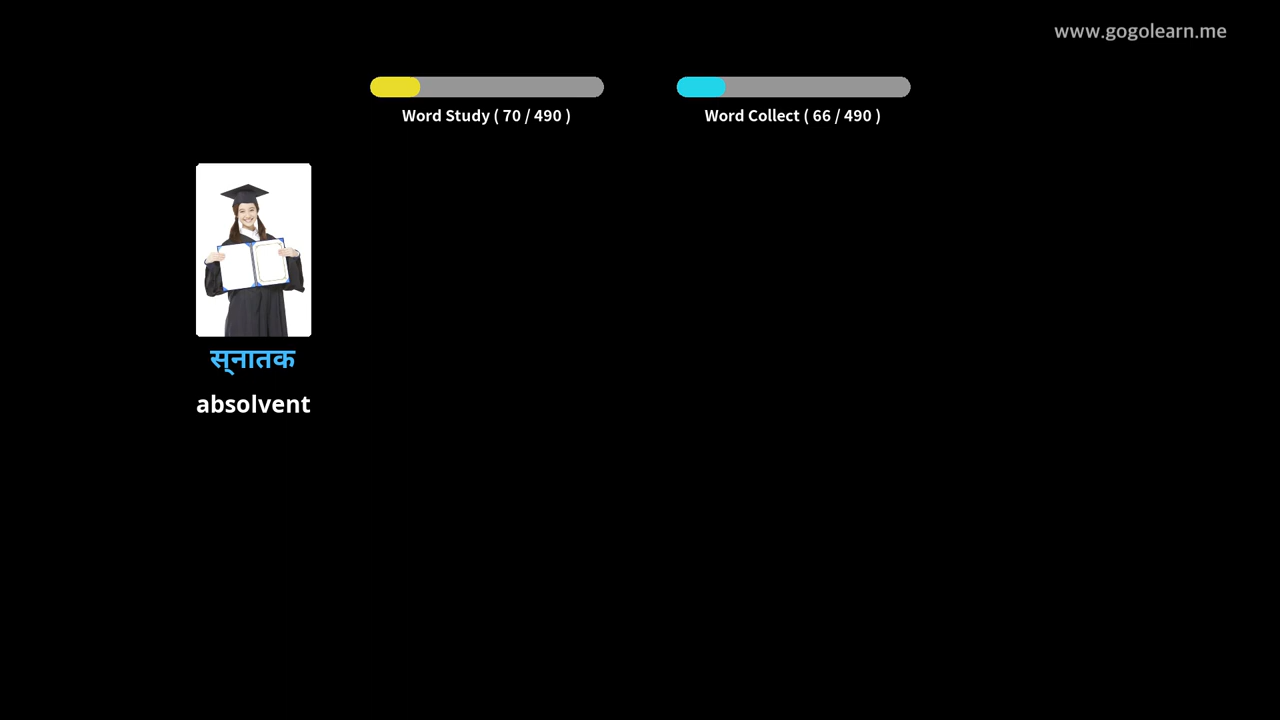 www.gogolearn.me
Word Study ( 70 / 490 )
Word Collect ( 66 / 490 )
स्नातक
absolvent